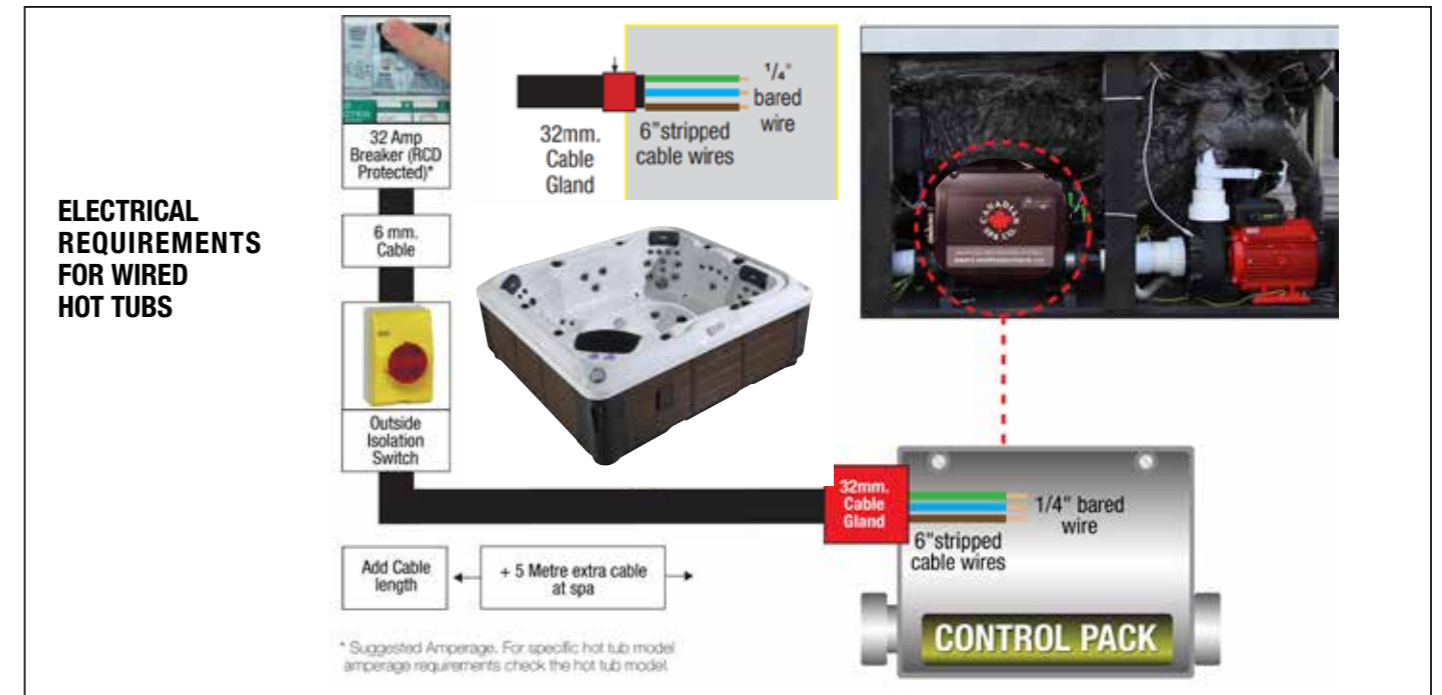 ELECTRICAL
REQUIREMENTS
FOR WIRED
HOT TUBS
32 Amp
Breaker (RCD
Protected)*
6 mm.
Cable
Outside
Isolation
Switch
Add Cable
length
+ 5 Metre extra cable
at spa
* Suggested Amperage. For specific hot tub model
amperage requirements check the hot tub model
32mm.
Cable
Gland
6"stripped
cable wires
1/4"
bared
wire
CANADIAN
SPA CO.
32mm.
Cable
Gland
6"stripped
cable wires
1/4" bared
wire
CONTROL PACK